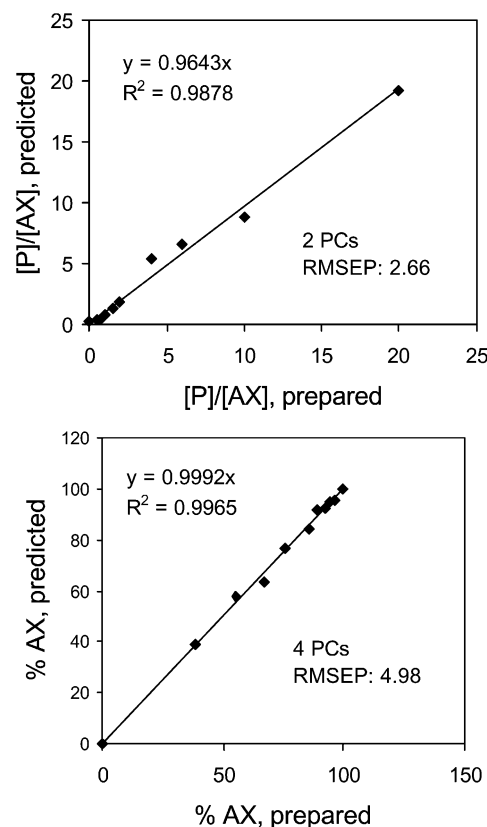 25
y = 0.9643x
R² = 0.9878
20
15
10
5
0
[P]/[AX], predicted
2 PCs
RMSEP: 2.66
0 5 10 15 20 25
[P]/[AX], prepared
120
y = 0.9992x
R² = 0.9965
100
80
60
40
20
0
% AX, predicted
4 PCs
RMSEP: 4.98
0 50 100 150
% AX, prepared